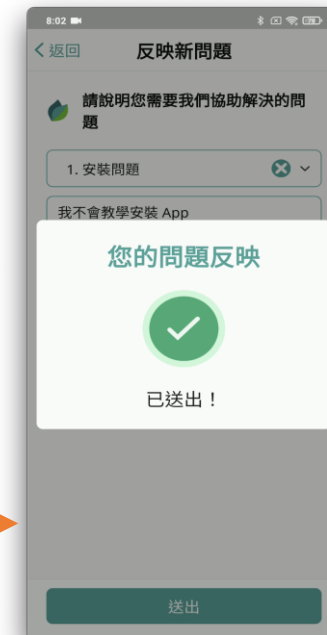 8:02
返回
反映新問題
請說明您需要我們協助解決的問
題
1. 安裝問題
我不會教學安裝 App
您的問題反映
已送出！
送出